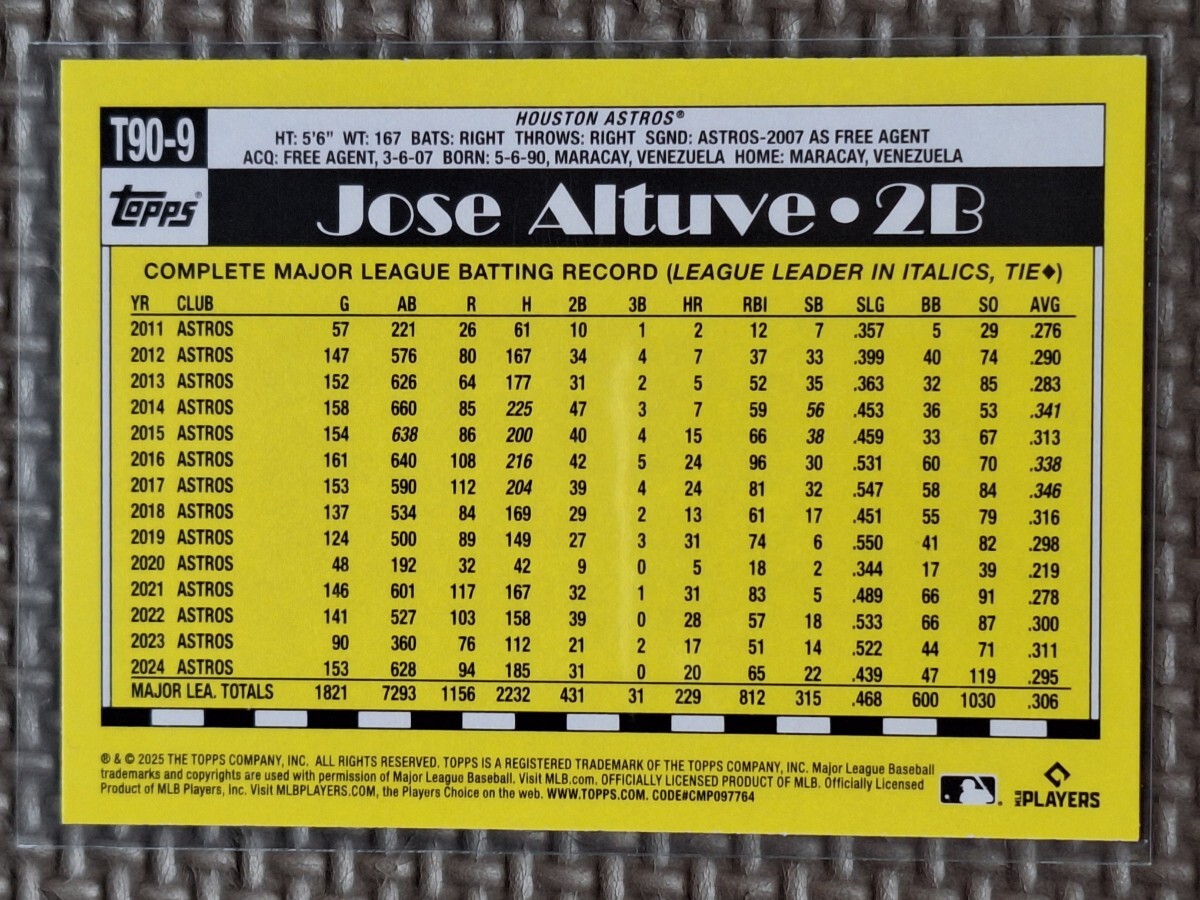 T90-9
HOUSTON ASTROS®
HT: 5'6" WT: 167 BATS: RIGHT THROWS: RIGHT SGND: ASTROS-2007 AS FREE AGENT
ACQ: FREE AGENT, 3-6-07 BORN: 5-6-90, MARACAY, VENEZUELA HOME: MARACAY, VENEZUELA
TOPPS®
Jose Altuve • 2B
COMPLETE MAJOR LEAGUE BATTING RECORD (LEAGUE LEADER IN ITALICS, TIE◆)
YR CLUB G AB R H 2B 3B HR RBI SB SLG BB SO AVG
2011 ASTROS 57 221 26 61 10 1 2 12 7 .357 5 29 .276
2012 ASTROS 147 576 80 167 34 4 7 37 33 .399 40 74 .290
2013 ASTROS 152 626 64 177 31 2 5 52 35 .363 32 85 .283
2014 ASTROS 158 660 85 225 47 3 7 59 56 .453 36 53 .341
2015 ASTROS 154 638 86 200 40 4 15 66 38 .459 33 67 .313
2016 ASTROS 161 640 108 216 42 5 24 96 30 .531 60 70 .338
2017 ASTROS 153 590 112 204 39 4 24 81 32 .547 58 84 .346
2018 ASTROS 137 534 84 169 29 2 13 61 17 .451 55 79 .316
2019 ASTROS 124 500 89 149 27 3 31 74 6 .550 41 82 .298
2020 ASTROS 48 192 32 42 9 0 5 18 2 .344 17 39 .219
2021 ASTROS 146 601 117 167 32 1 31 83 5 .489 66 91 .278
2022 ASTROS 141 527 103 158 39 0 28 57 18 .533 66 87 .300
2023 ASTROS 90 360 76 112 21 2 17 51 14 .522 44 71 .311
2024 ASTROS 153 628 94 185 31 0 20 65 22 .439 47 119 .295
MAJOR LEA. TOTALS 1821 7293 1156 2232 431 31 229 812 315 .468 600 1030 .306
® & © 2025 THE TOPPS COMPANY, INC. ALL RIGHTS RESERVED. TOPPS IS A REGISTERED TRADEMARK OF THE TOPPS COMPANY, INC. Major League Baseball
trademarks and copyrights are used with permission of Major League Baseball. Visit MLB.com. OFFICIALLY LICENSED PRODUCT OF MLB. Officially Licensed
Product of MLB Players, Inc. Visit MLBPLAYERS.COM, the Players Choice on the web. WWW.TOPPS.COM. CODE#CMP097764
MLB PLAYERS